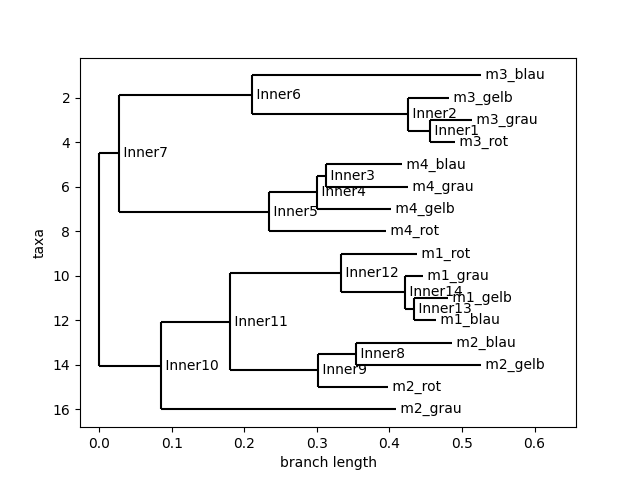 m3_blau
Inner6
2
m3_gelb
Inner2
m3_grau
Inner1
4
m3_rot
Inner7
m4_blau
Inner3
6
m4_grau
Inner4
m4_gelb
Inner5
8
m4_rot
taxa
m1_rot
Inner12
10
m1_grau
Inner14
m1_gelb
Inner13
12
m1_blau
Inner11
m2_blau
Inner8
14
m2_gelb
Inner10
Inner9
m2_rot
16
m2_grau
0.0 0.1 0.2 0.3 0.4 0.5 0.6
branch length